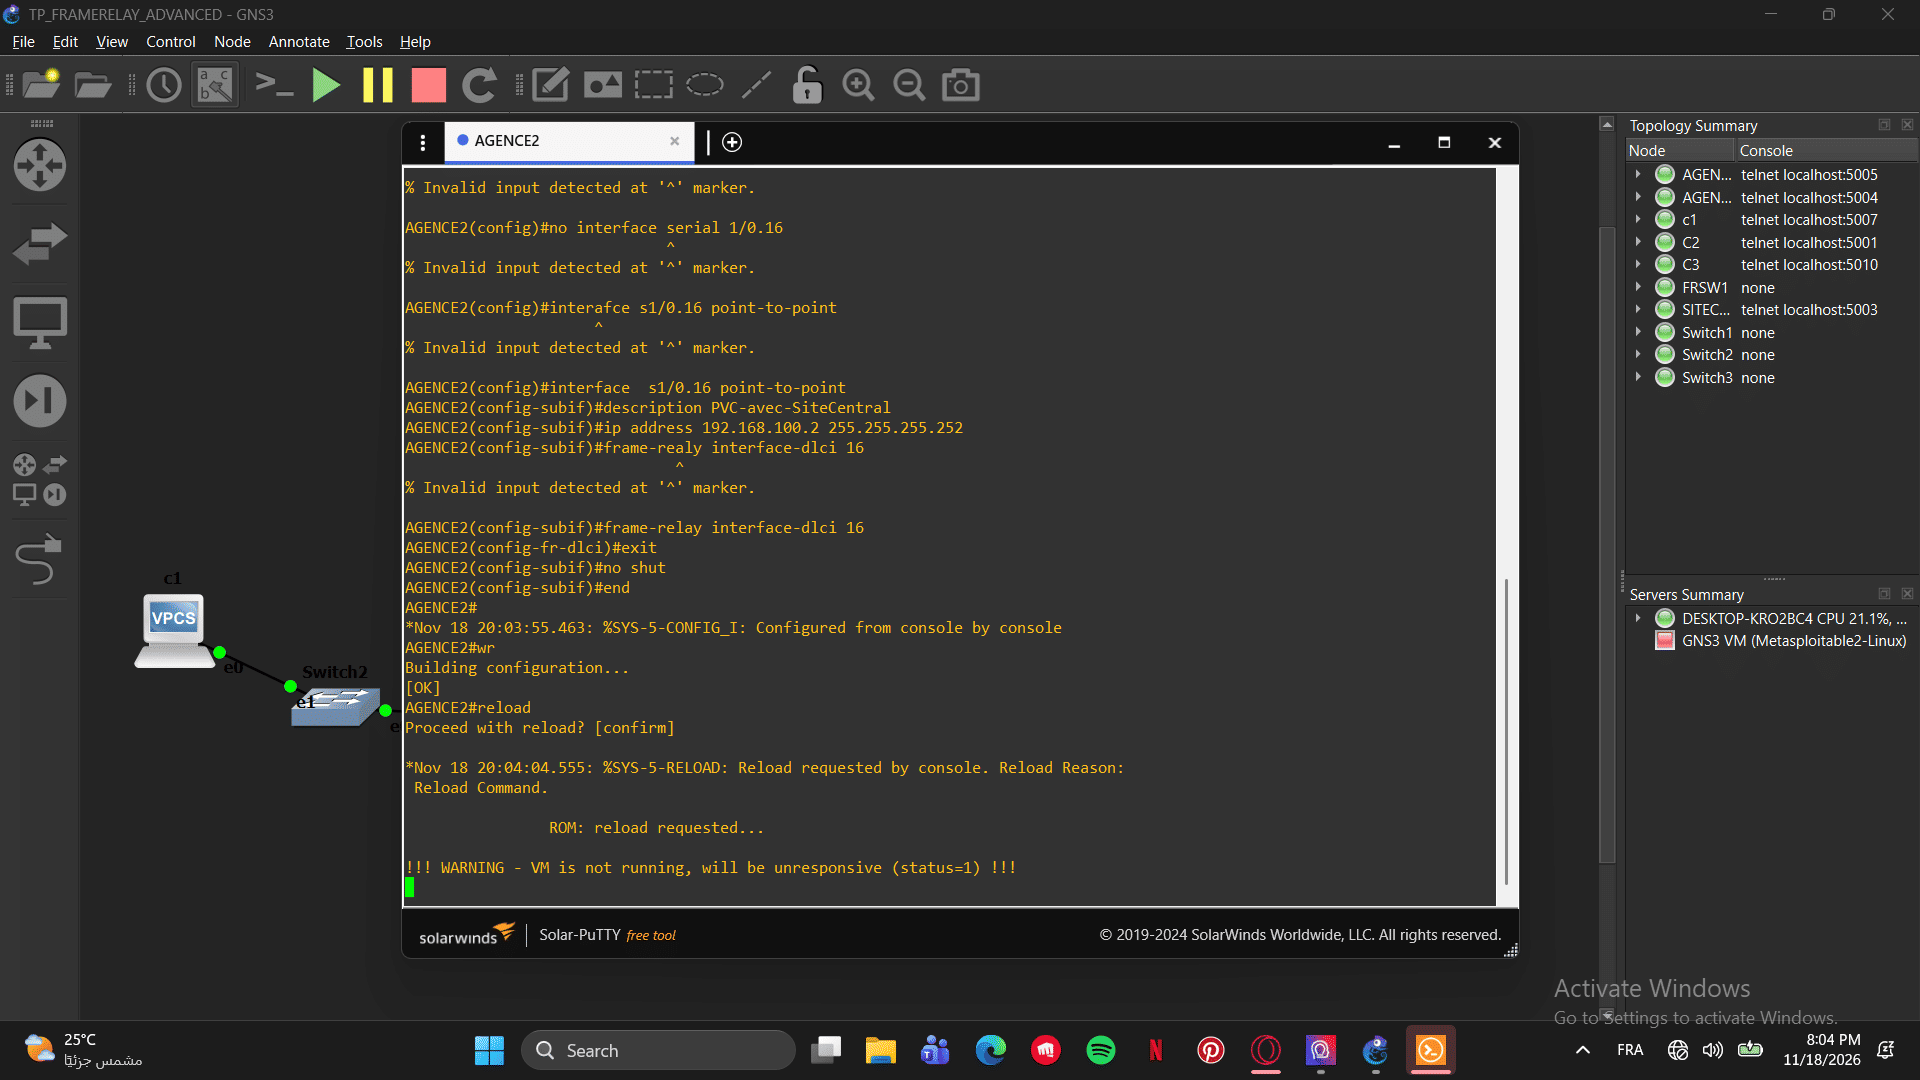 TP_FRAMERELAY_ADVANCED - GNS3
File Edit View Control Node Annotate Tools Help
AGENCE2
% Invalid input detected at '^' marker.
AGENCE2(config)#no interface serial 1/0.16
^
% Invalid input detected at '^' marker.
AGENCE2(config)#interafce s1/0.16 point-to-point
^
% Invalid input detected at '^' marker.
AGENCE2(config)#interface  s1/0.16 point-to-point
AGENCE2(config-subif)#description PVC-avec-SiteCentral
AGENCE2(config-subif)#ip address 192.168.100.2 255.255.255.252
AGENCE2(config-subif)#frame-realy interface-dlci 16
^
% Invalid input detected at '^' marker.
AGENCE2(config-subif)#frame-relay interface-dlci 16
AGENCE2(config-fr-dlci)#exit
AGENCE2(config-subif)#no shut
AGENCE2(config-subif)#end
AGENCE2#
*Nov 18 20:03:55.463: %SYS-5-CONFIG_I: Configured from console by console
AGENCE2#wr
Building configuration...
[OK]
AGENCE2#reload
Proceed with reload? [confirm]
*Nov 18 20:04:04.555: %SYS-5-RELOAD: Reload requested by console. Reload Reason:
Reload Command.
ROM: reload requested...
!!! WARNING - VM is not running, will be unresponsive (status=1) !!!
solarwinds Solar-PuTTY free tool © 2019-2024 SolarWinds Worldwide, LLC. All rights reserved.
c1
VPCS
e0
Switch2
e1
e
Topology Summary
Node Console
AGEN... telnet localhost:5005
AGEN... telnet localhost:5004
c1 telnet localhost:5007
C2 telnet localhost:5001
C3 telnet localhost:5010
FRSW1 none
SITEC... telnet localhost:5003
Switch1 none
Switch2 none
Switch3 none
Servers Summary
DESKTOP-KRO2BC4 CPU 21.1%, ...
GNS3 VM (Metasploitable2-Linux)
Activate Windows
Go to Settings to activate Windows.
25°C
مشمس جزئيًا
Search
FRA
8:04 PM
11/18/2026